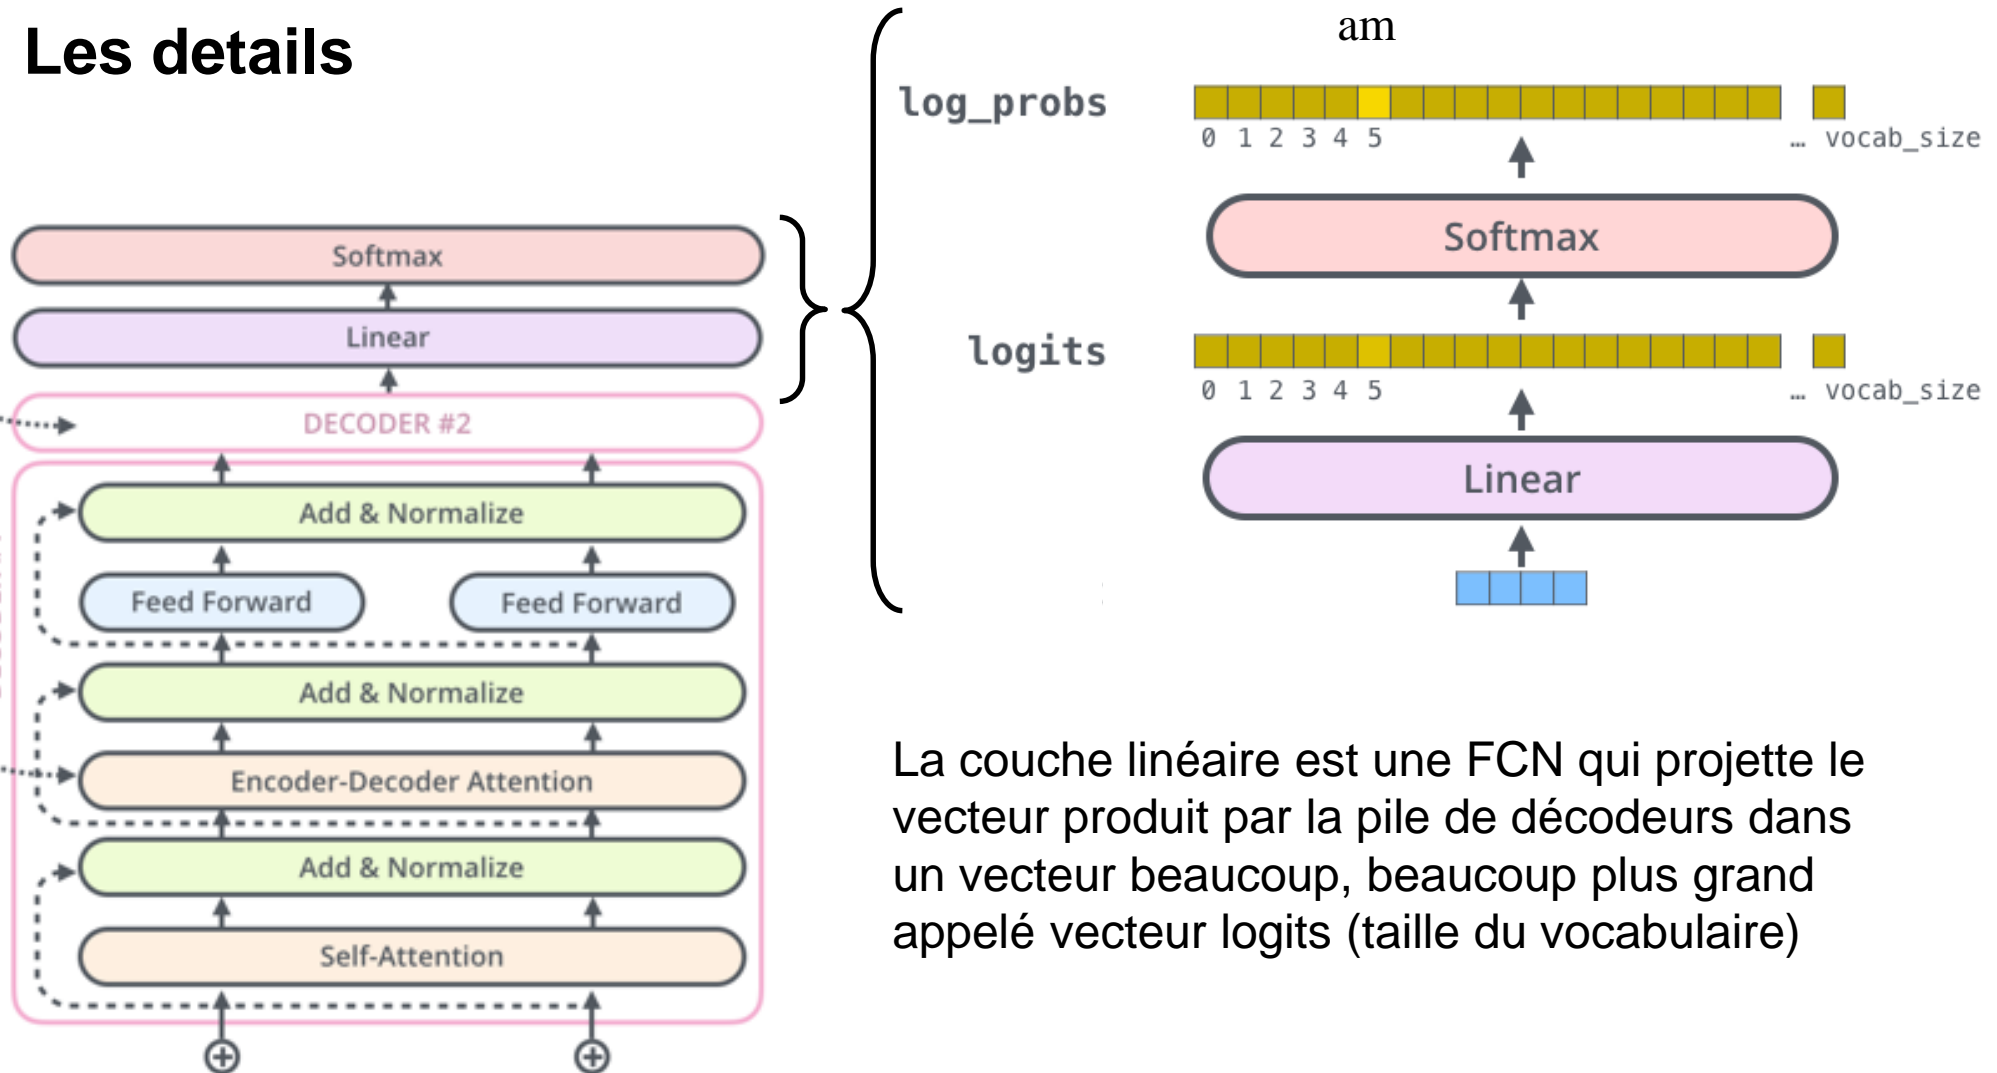 Les details
Softmax
Linear
DECODER #2
Add & Normalize
Feed Forward Feed Forward
Add & Normalize
Encoder-Decoder Attention
Add & Normalize
Self-Attention
am
log_probs
0 1 2 3 4 5 … vocab_size
Softmax
logits
0 1 2 3 4 5 … vocab_size
Linear
La couche linéaire est une FCN qui projette le
vecteur produit par la pile de décodeurs dans
un vecteur beaucoup, beaucoup plus grand
appelé vecteur logits (taille du vocabulaire)